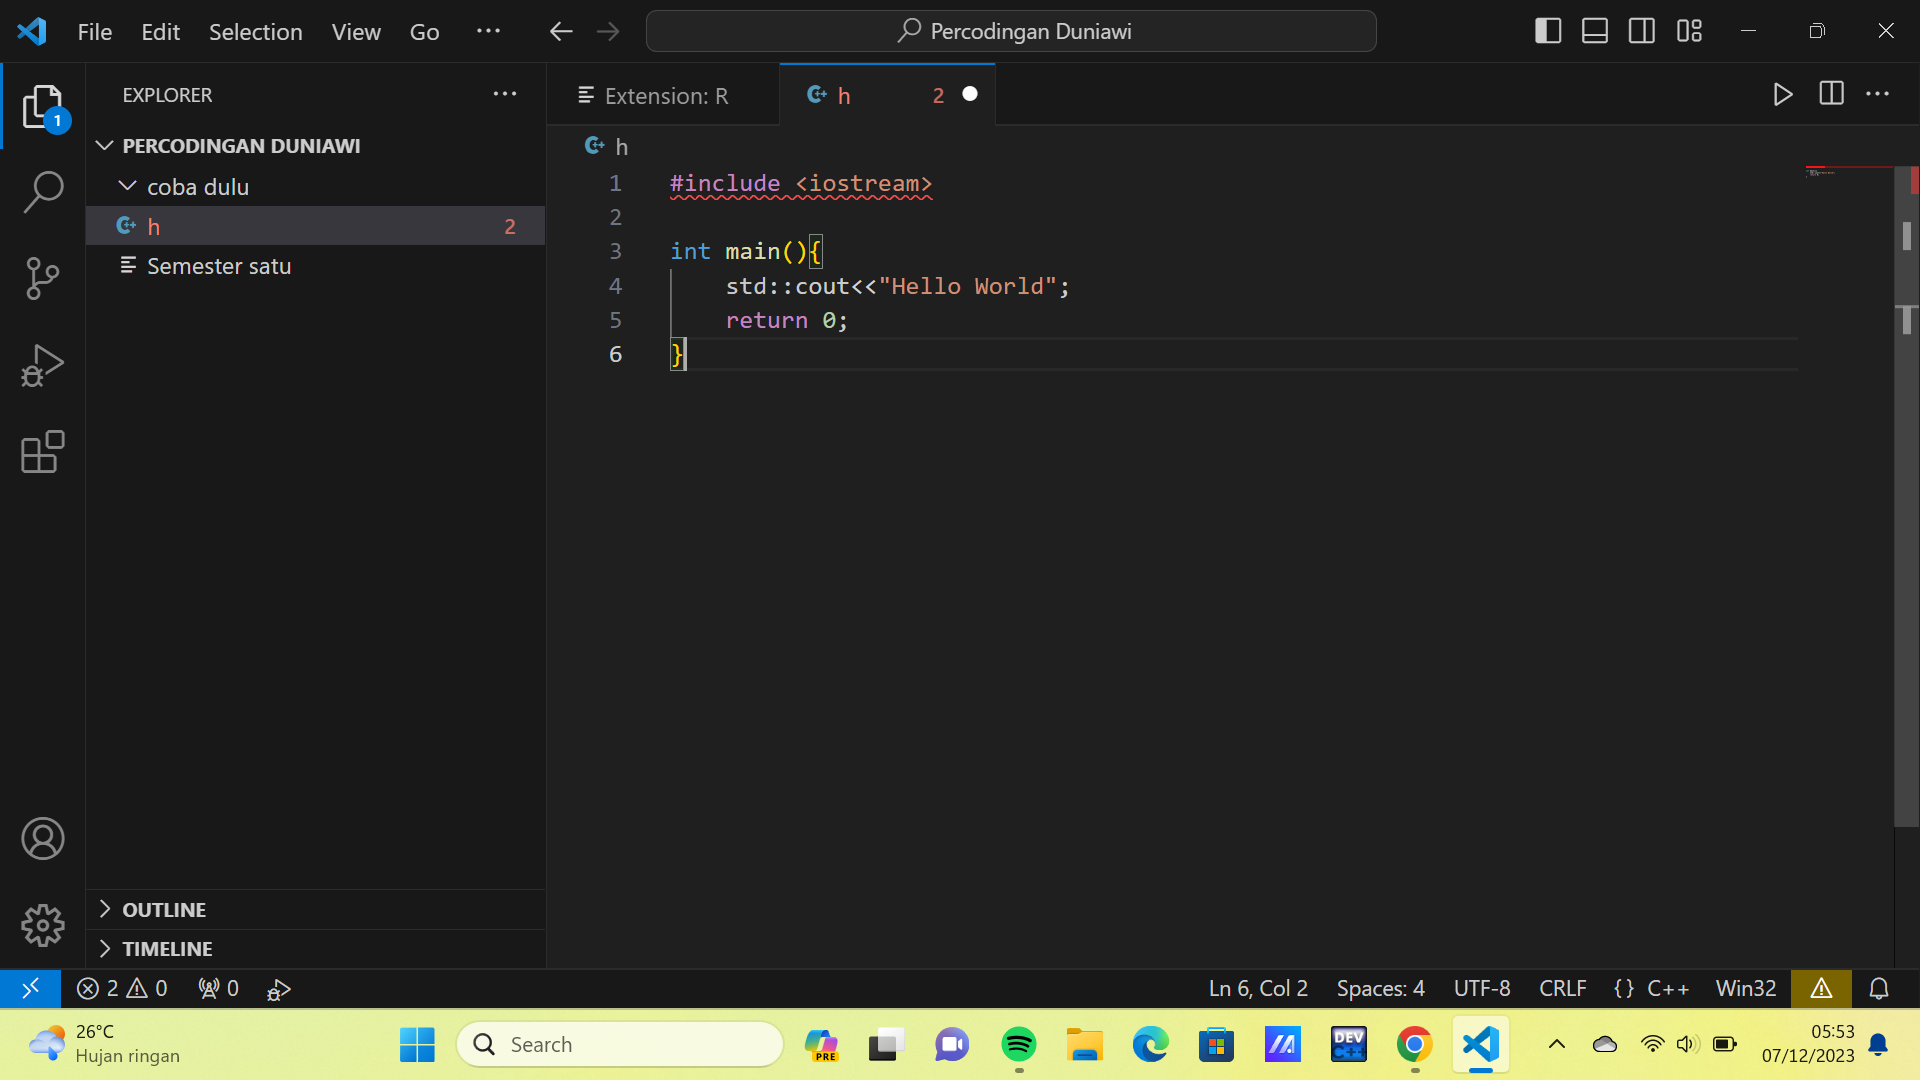 File Edit Selection View Go ··· Percodingan Duniawi
EXPLORER
Extension: R
h 2
1
PERCODINGAN DUNIAWI
coba dulu
h 2
Semester satu
h
1 #include <iostream>
2
3 int main(){
4 std::cout<<"Hello World";
5 return 0;
6 }
OUTLINE
TIMELINE
2 0 0 Ln 6, Col 2 Spaces: 4 UTF-8 CRLF {} C++ Win32
26°C
Hujan ringan
Search
PRE
DEV
C++
05:53
07/12/2023